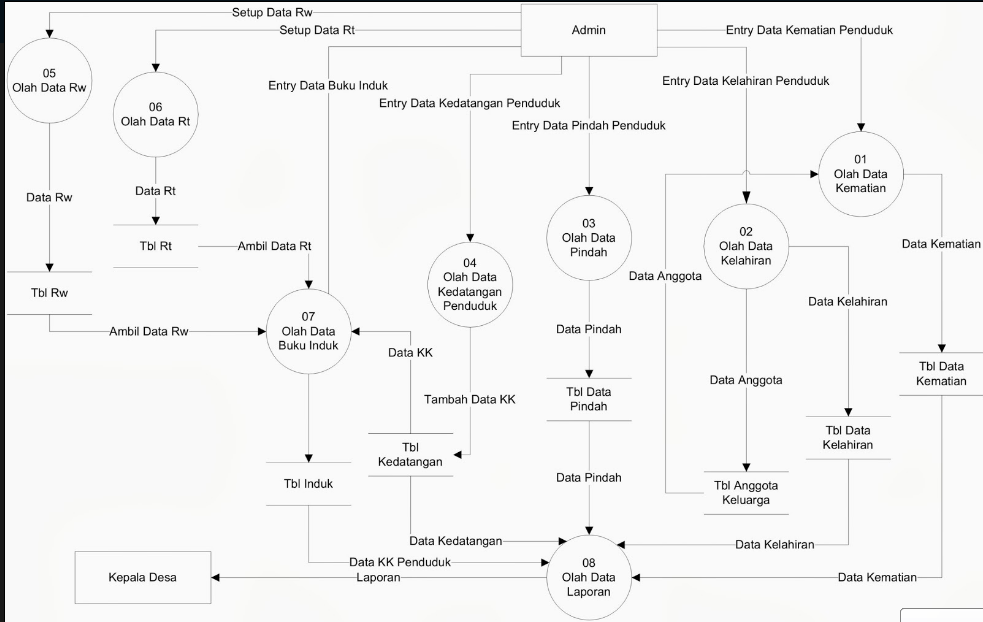 Setup Data Rw
Admin
Setup Data Rt
Entry Data Kematian Penduduk
05
Olah Data Rw
Entry Data Buku Induk
Entry Data Kelahiran Penduduk
06
Olah Data Rt
Entry Data Kedatangan Penduduk
Entry Data Pindah Penduduk
01
Olah Data
Kematian
Data Rw
Data Rt
03
Olah Data
Pindah
02
Olah Data
Kelahiran
Tbl Rt
Ambil Data Rt
Data Kematian
04
Olah Data
Kedatangan
Penduduk
Data Anggota
Tbl Rw
Data Kelahiran
07
Olah Data
Buku Induk
Ambil Data Rw
Data Pindah
Data KK
Tbl Data
Kematian
Data Anggota
Tambah Data KK
Tbl Data
Pindah
Tbl Data
Kelahiran
Tbl
Kedatangan
Tbl Induk
Data Pindah
Tbl Anggota
Keluarga
Data Kedatangan
Data Kelahiran
Data KK Penduduk
08
Olah Data
Laporan
Kepala Desa
Laporan
Data Kematian